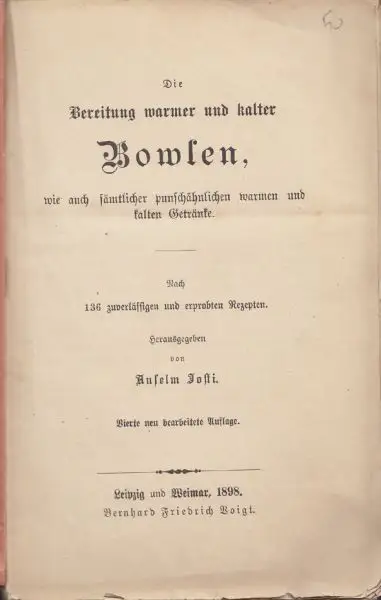 Die
Bereitung warmer und kalter
Bowlen,
wie auch sämtlicher punschähnlichen warmen und
kalten Getränke.
Nach
136 zuverlässigen und erprobten Rezepten.
Herausgegeben
von
Anselm Josti.
Vierte neu bearbeitete Auflage.
Leipzig und Weimar, 1898.
Bernhard Friedrich Voigt.